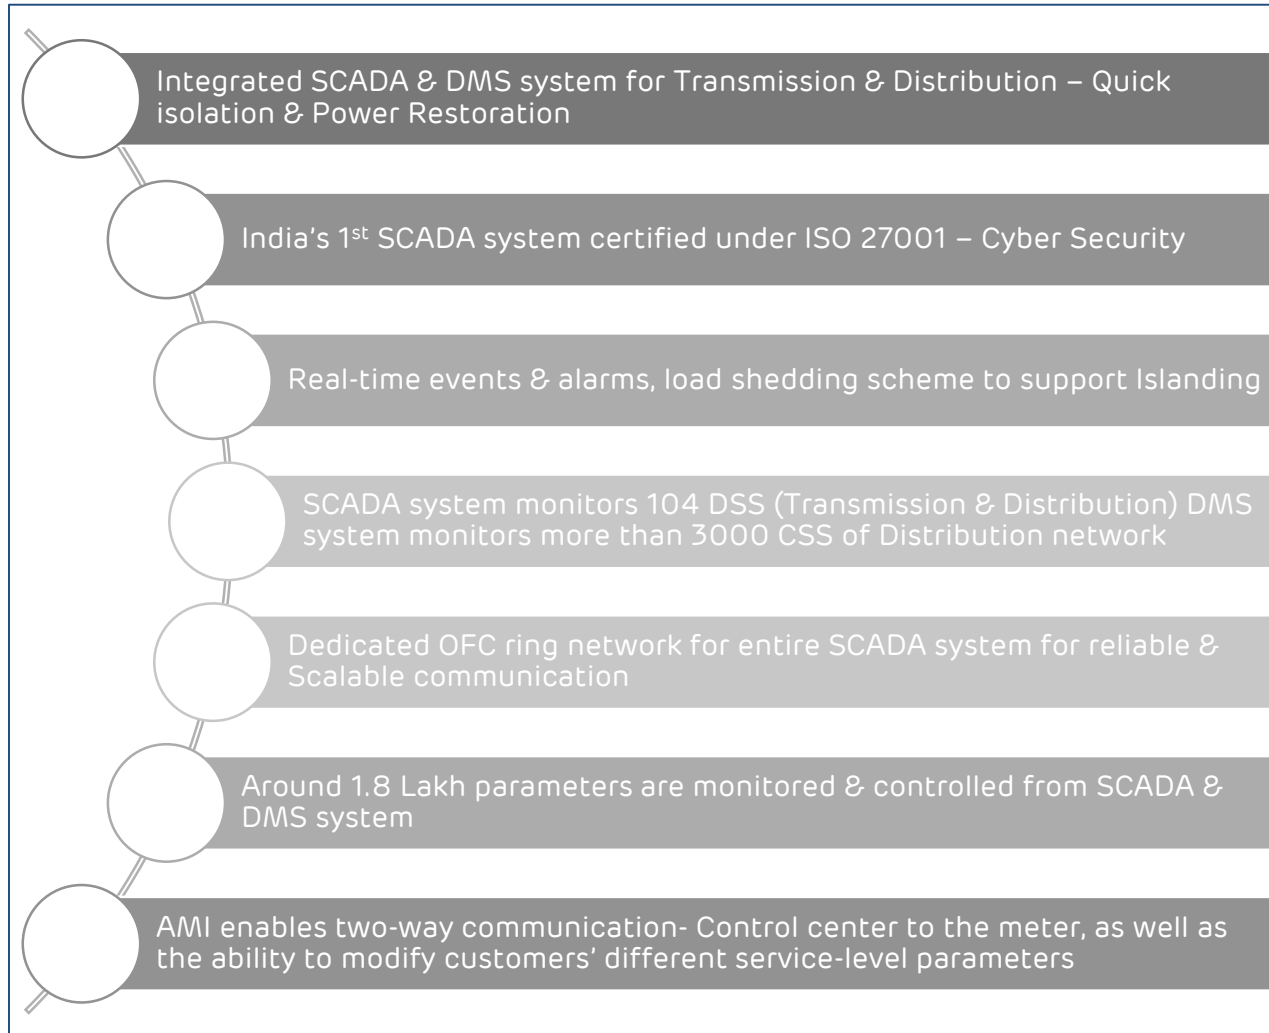 Integrated SCADA & DMS system for Transmission & Distribution – Quick
isolation & Power Restoration
India's 1st SCADA system certified under ISO 27001 – Cyber Security
Real-time events & alarms, load shedding scheme to support Islanding
SCADA system monitors 104 DSS (Transmission & Distribution) DMS
system monitors more than 3000 CSS of Distribution network
Dedicated OFC ring network for entire SCADA system for reliable &
Scalable communication
Around 1.8 Lakh parameters are monitored & controlled from SCADA &
DMS system
AMI enables two-way communication- Control center to the meter, as well as
the ability to modify customers' different service-level parameters